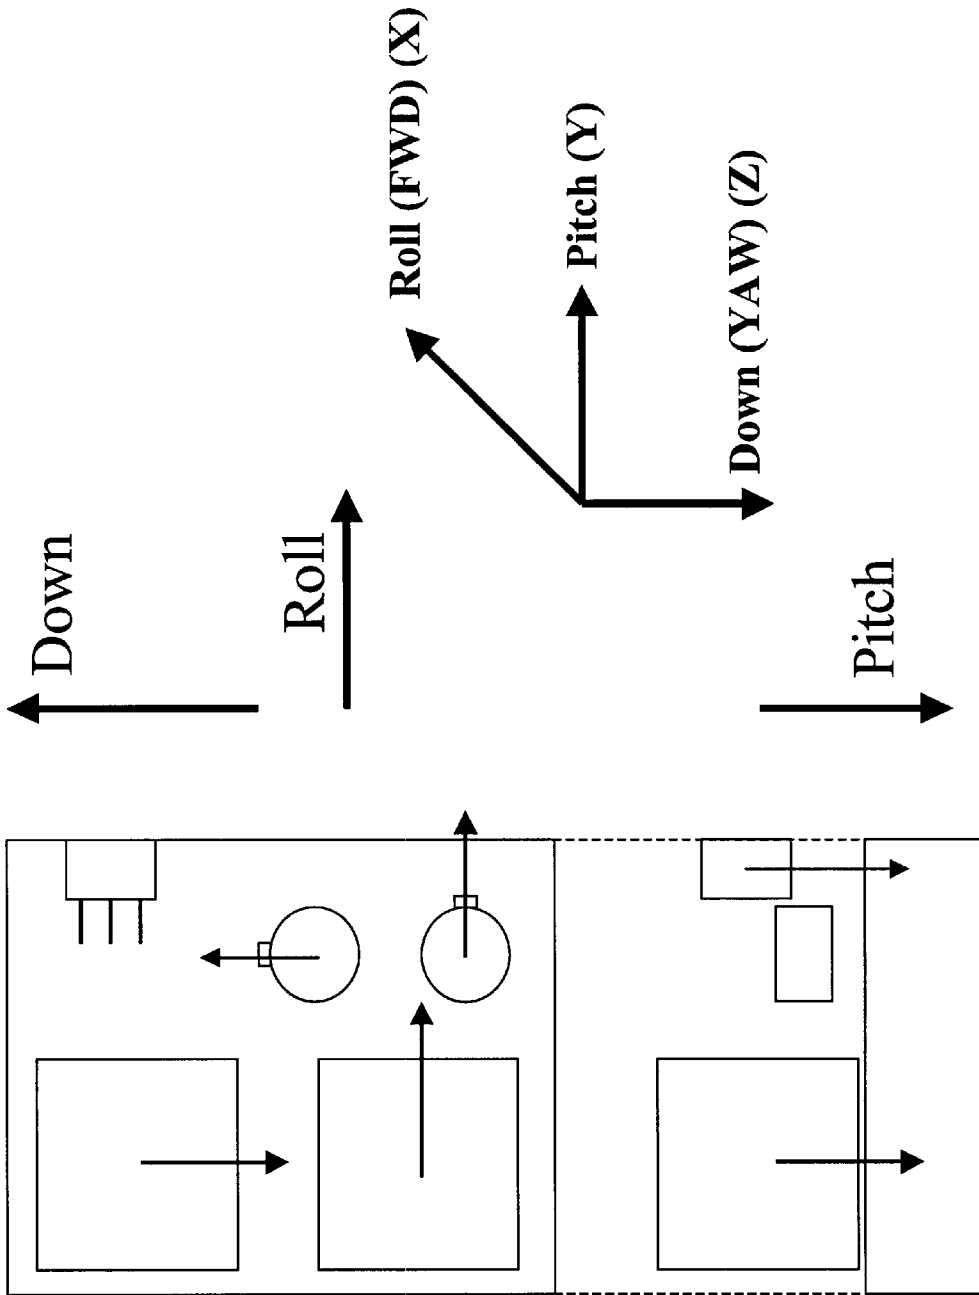 Down
Roll
Pitch
Roll (FWD) (X)
Pitch (Y)
Down (YAW) (Z)